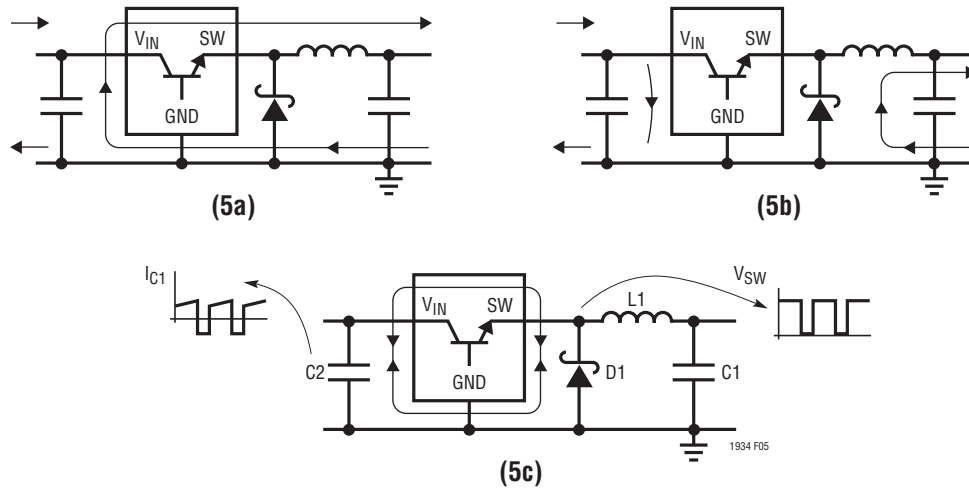 VIN SW
GND
(5a)
VIN SW
GND
(5b)
IC1
VSW
VIN SW
L1
C2
GND
D1
C1
1934 F05
(5c)